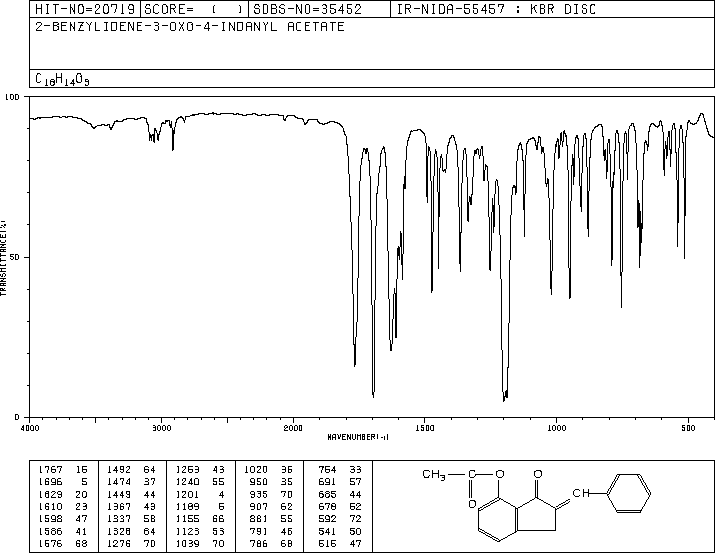 HIT-NO=20719 SCORE= ( ) SDBS-NO=35452 IR-NIDA-55457 : KBR DISC
2-BENZYLIDENE-3-OXO-4-INDANYL ACETATE
C18H14O3
100
TRANSMITTANCE(%)
50
0
4000 3000 2000 1500 1000 500
WAVENUMBER(-1)
1767 15 1492 64 1253 43 1020 36 754 33
1696 5 1474 37 1240 55 950 35 691 57
1629 20 1449 44 1201 4 935 70 685 44
1610 23 1367 43 1189 5 907 62 678 52
1598 47 1337 58 1155 66 881 55 592 72
1586 41 1328 64 1123 53 791 46 541 50
1576 68 1276 70 1039 70 786 68 515 47
CH3 C O O CH
O